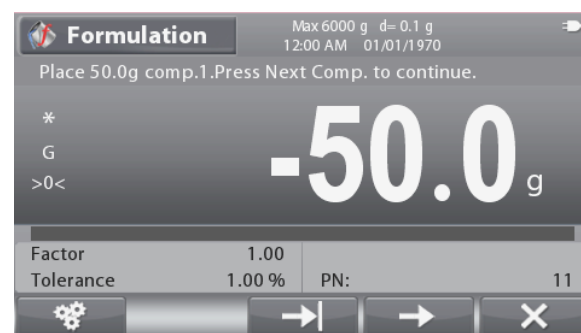 Formulation
Max 6000 g d= 0.1 g
12:00 AM 01/01/1970
Place 50.0g comp.1.Press Next Comp. to continue.
*
G
>0<
-50.0 g
Factor 1.00
Tolerance 1.00 % PN: 11